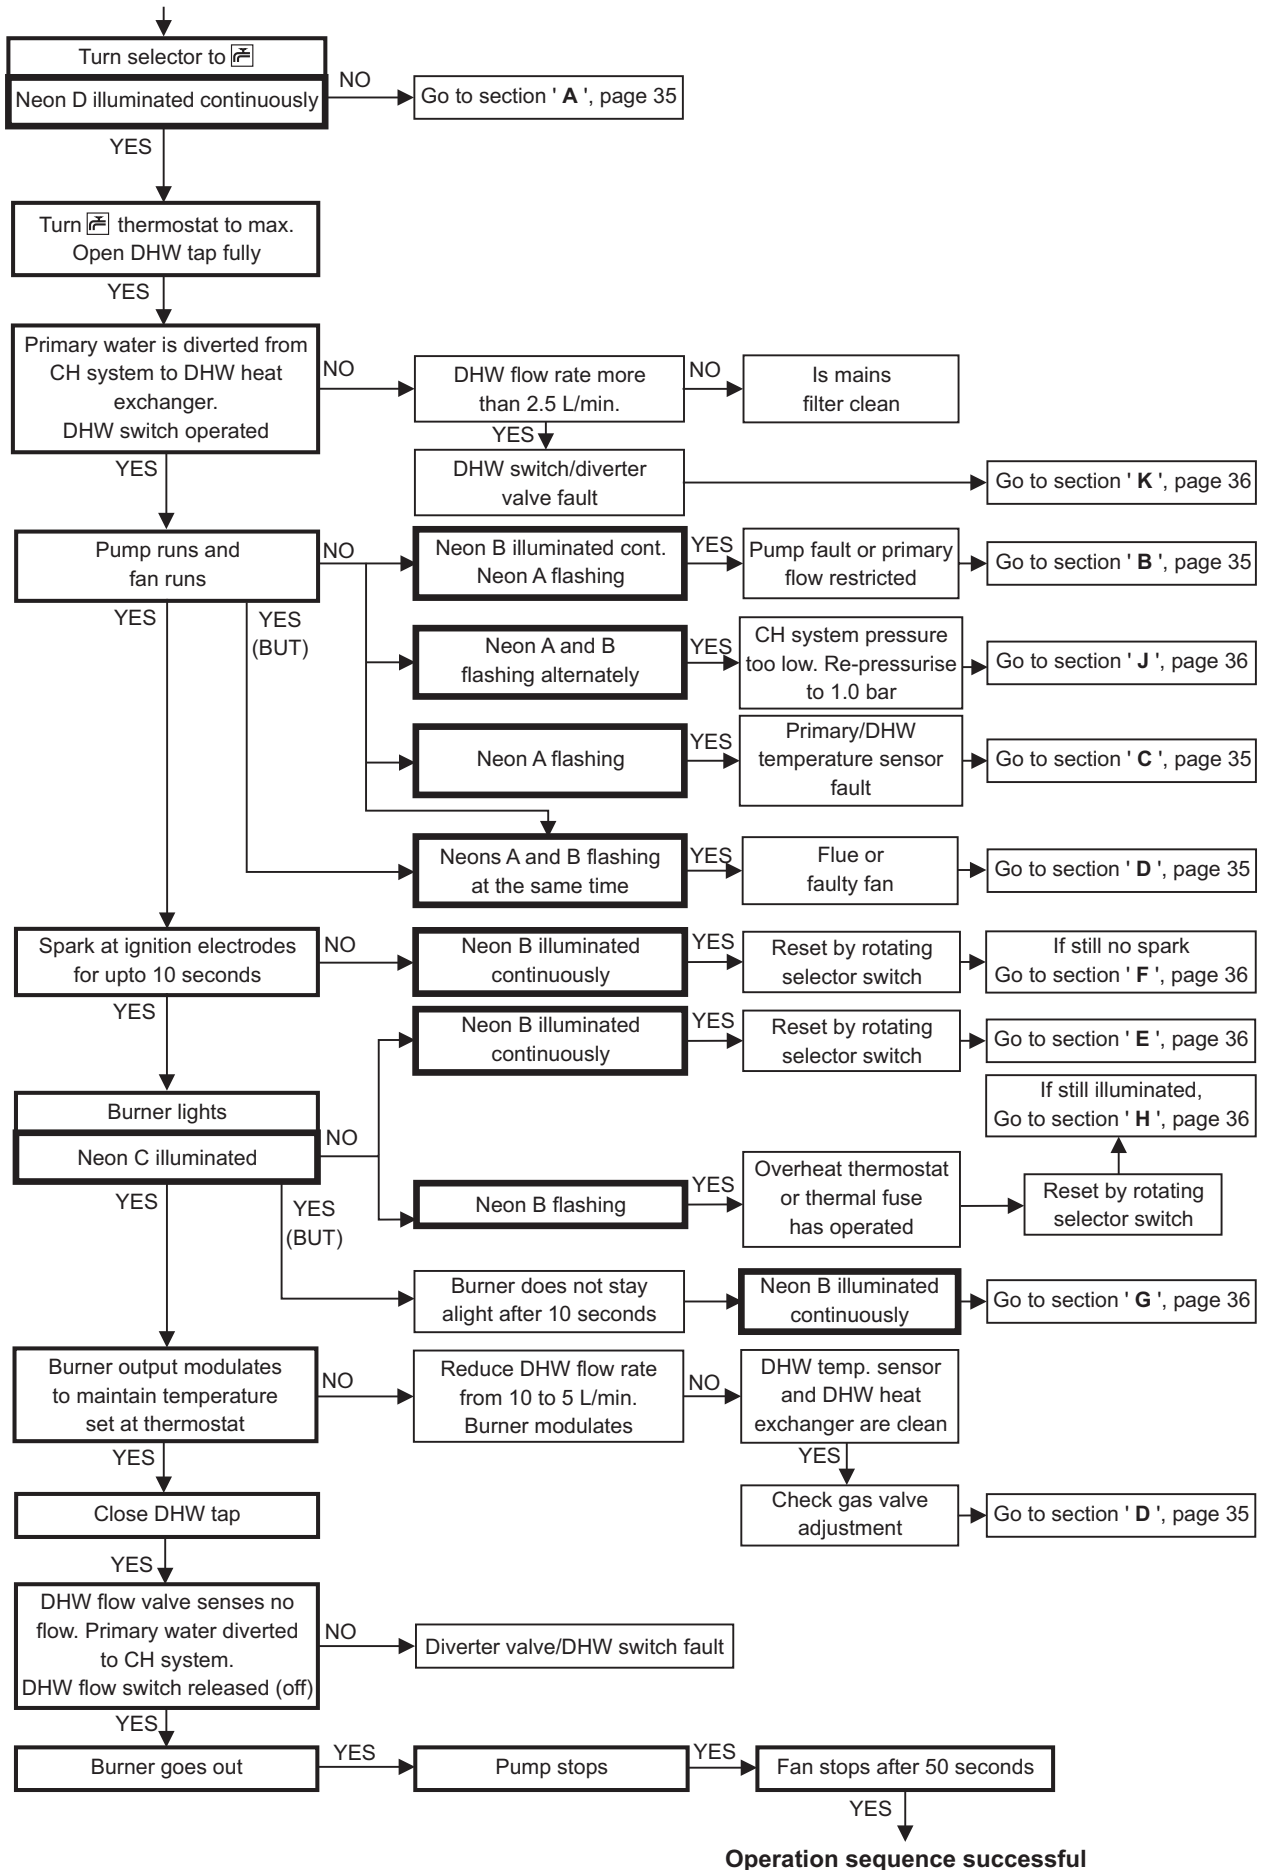 Turn selector to
Neon D illuminated continuously
NO
Go to section ' A ', page 35
YES
Turn thermostat to max.
Open DHW tap fully
YES
Primary water is diverted from
CH system to DHW heat
exchanger.
DHW switch operated
NO
DHW flow rate more
than 2.5 L/min.
NO
Is mains
filter clean
YES
DHW switch/diverter
valve fault
Go to section ' K ', page 36
YES
Pump runs and
fan runs
NO
Neon B illuminated cont.
Neon A flashing
YES
Pump fault or primary
flow restricted
Go to section ' B ', page 35
YES
YES
(BUT)
Neon A and B
flashing alternately
YES
CH system pressure
too low. Re-pressurise
to 1.0 bar
Go to section ' J ', page 36
Neon A flashing
YES
Primary/DHW
temperature sensor
fault
Go to section ' C ', page 35
Neons A and B flashing
at the same time
YES
Flue or
faulty fan
Go to section ' D ', page 35
Spark at ignition electrodes
for upto 10 seconds
NO
Neon B illuminated
continuously
YES
Reset by rotating
selector switch
If still no spark
Go to section ' F ', page 36
YES
Neon B illuminated
continuously
YES
Reset by rotating
selector switch
Go to section ' E ', page 36
Burner lights
Neon C illuminated
NO
Neon B flashing
YES
Overheat thermostat
or thermal fuse
has operated
Reset by rotating
selector switch
If still illuminated,
Go to section ' H ', page 36
YES
YES
(BUT)
Burner does not stay
alight after 10 seconds
Neon B illuminated
continuously
Go to section ' G ', page 36
Burner output modulates
to maintain temperature
set at thermostat
NO
Reduce DHW flow rate
from 10 to 5 L/min.
Burner modulates
NO
DHW temp. sensor
and DHW heat
exchanger are clean
YES
Check gas valve
adjustment
Go to section ' D ', page 35
YES
Close DHW tap
YES
DHW flow valve senses no
flow. Primary water diverted
to CH system.
DHW flow switch released (off)
NO
Diverter valve/DHW switch fault
YES
Burner goes out
YES
Pump stops
YES
Fan stops after 50 seconds
YES
Operation sequence successful